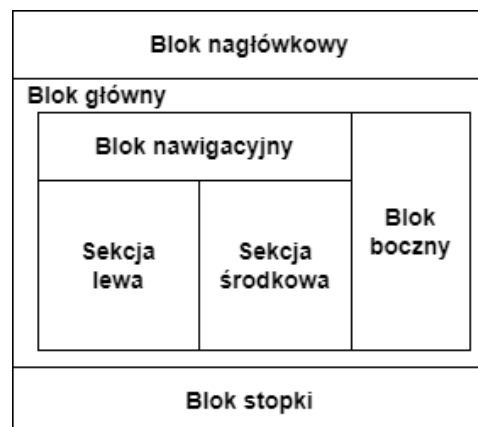 Blok nagłówkowy
Blok główny
Blok nawigacyjny
Sekcja
lewa
Sekcja
środkowa
Blok
boczny
Blok stopki